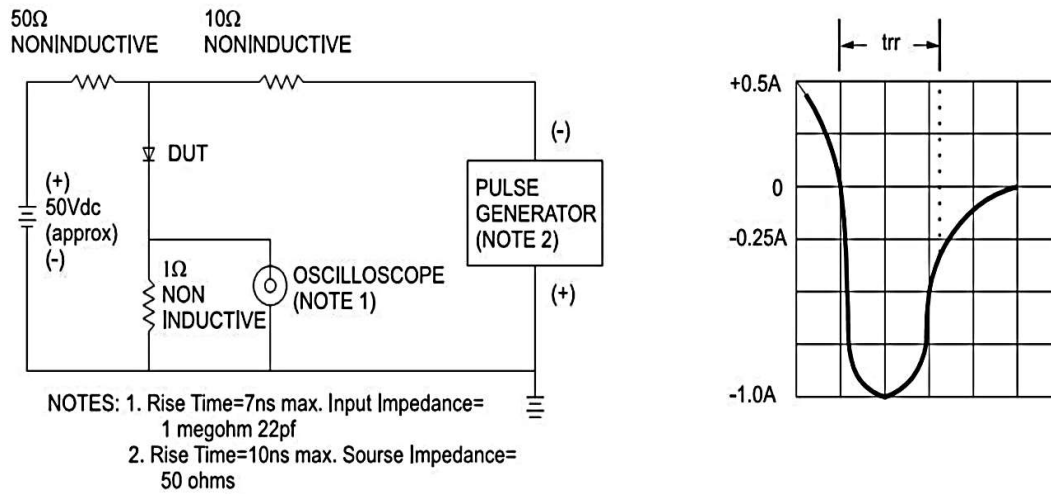 50Ω
NONINDUCTIVE
10Ω
NONINDUCTIVE
DUT
(+)
50Vdc
(approx)
(-)
1Ω
NON
INDUCTIVE
OSCILLOSCOPE
(NOTE 1)
(-)
PULSE
GENERATOR
(NOTE 2)
(+)
NOTES: 1. Rise Time=7ns max. Input Impedance=
1 megohm 22pf
2. Rise Time=10ns max. Sourse Impedance=
50 ohms
trr
+0.5A
0
-0.25A
-1.0A